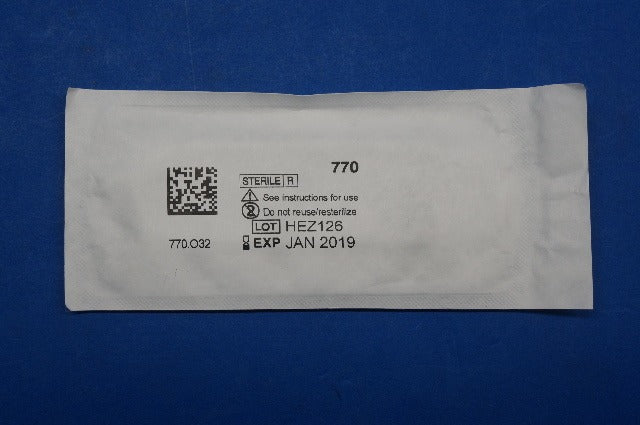 770
STERILE R
See instructions for use
Do not reuse/resterilize
LOT HEZ126
770.O32
EXP JAN 2019